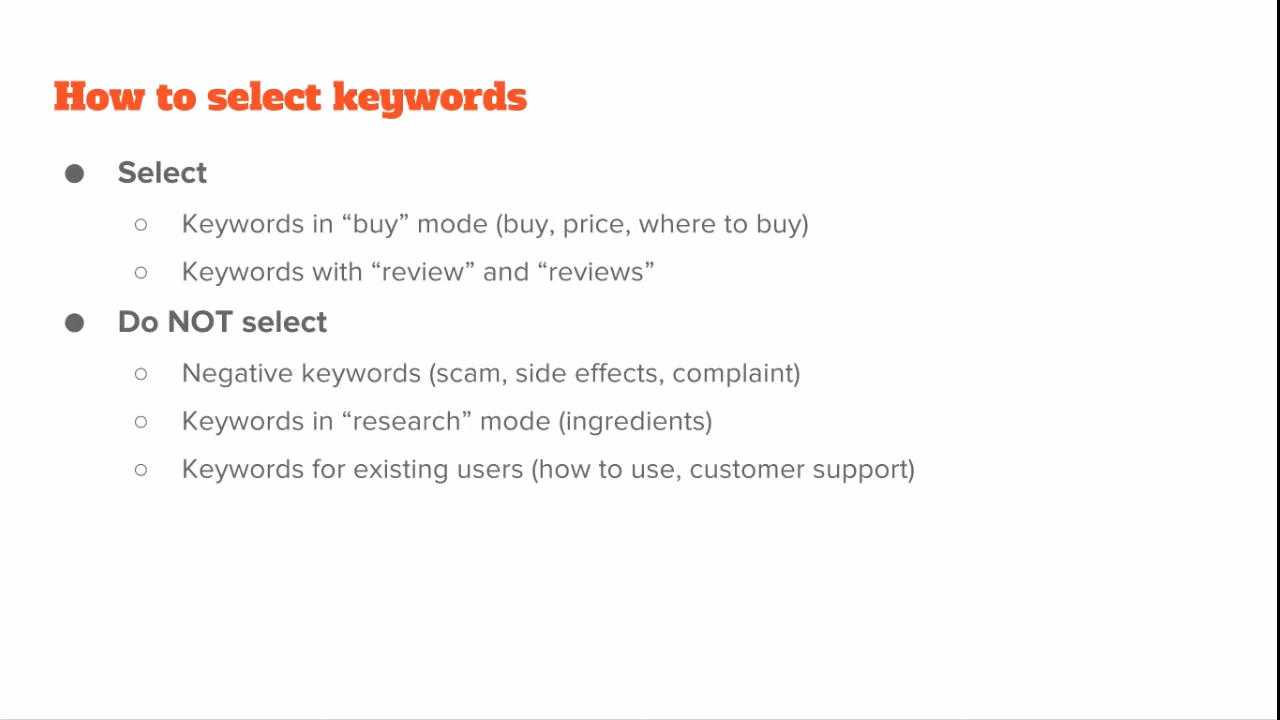 How to select keywords
● Select
○ Keywords in “buy” mode (buy, price, where to buy)
○ Keywords with “review” and “reviews”
● Do NOT select
○ Negative keywords (scam, side effects, complaint)
○ Keywords in “research” mode (ingredients)
○ Keywords for existing users (how to use, customer support)